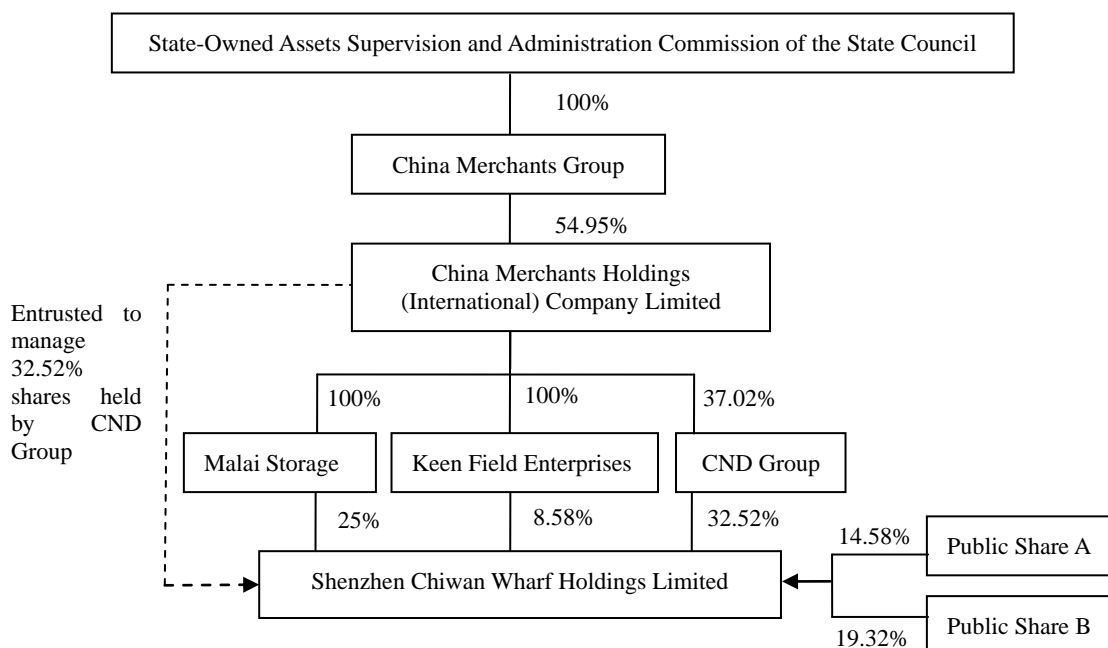 State-Owned Assets Supervision and Administration Commission of the State Council
100%
China Merchants Group
54.95%
China Merchants Holdings
(International) Company Limited
Entrusted to
manage
32.52%
shares held
by CND
Group
100%
100%
37.02%
Malai Storage
Keen Field Enterprises
CND Group
25%
8.58%
32.52%
14.58%
Public Share A
Shenzhen Chiwan Wharf Holdings Limited
Public Share B
19.32%